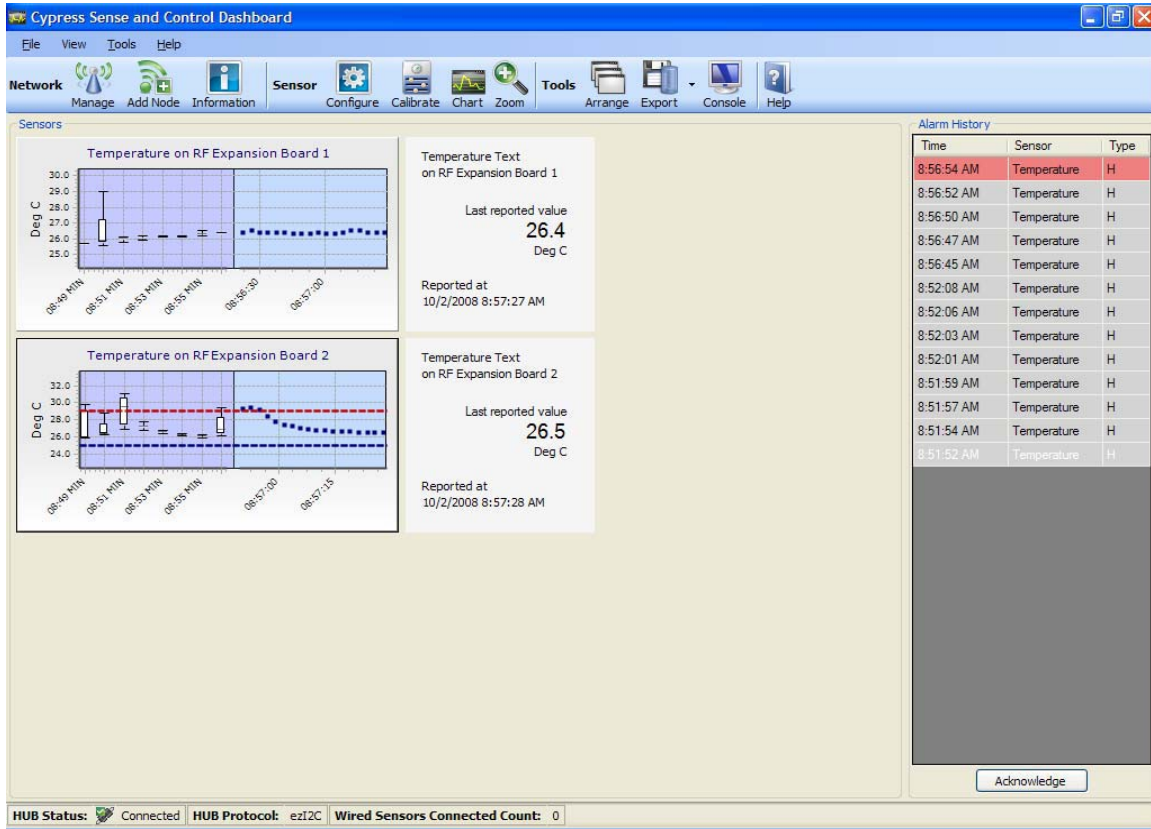 Cypress Sense and Control Dashboard
File View Tools Help
Network Manage Add Node Information Sensor Configure Calibrate Chart Zoom Tools Arrange Export Console Help
Sensors
Temperature on RF Expansion Board 1
Deg C
30.0
29.0
28.0
27.0
26.0
25.0
08:49 MIN 08:51 MIN 08:53 MIN 08:55 MIN 08:56:30 08:57:00
Temperature Text
on RF Expansion Board 1
Last reported value
26.4
Deg C
Reported at
10/2/2008 8:57:27 AM
Temperature on RF Expansion Board 2
Deg C
32.0
30.0
28.0
26.0
24.0
08:49 MIN 08:51 MIN 08:53 MIN 08:55 MIN 08:57:00 08:57:15
Temperature Text
on RF Expansion Board 2
Last reported value
26.5
Deg C
Reported at
10/2/2008 8:57:28 AM
Alarm History
Time Sensor Type
8:56:54 AM Temperature H
8:56:52 AM Temperature H
8:56:50 AM Temperature H
8:56:47 AM Temperature H
8:56:45 AM Temperature H
8:52:08 AM Temperature H
8:52:06 AM Temperature H
8:52:03 AM Temperature H
8:52:01 AM Temperature H
8:51:59 AM Temperature H
8:51:57 AM Temperature H
8:51:54 AM Temperature H
8:51:52 AM Temperature H
Acknowledge
HUB Status: Connected HUB Protocol: ezI2C Wired Sensors Connected Count: 0